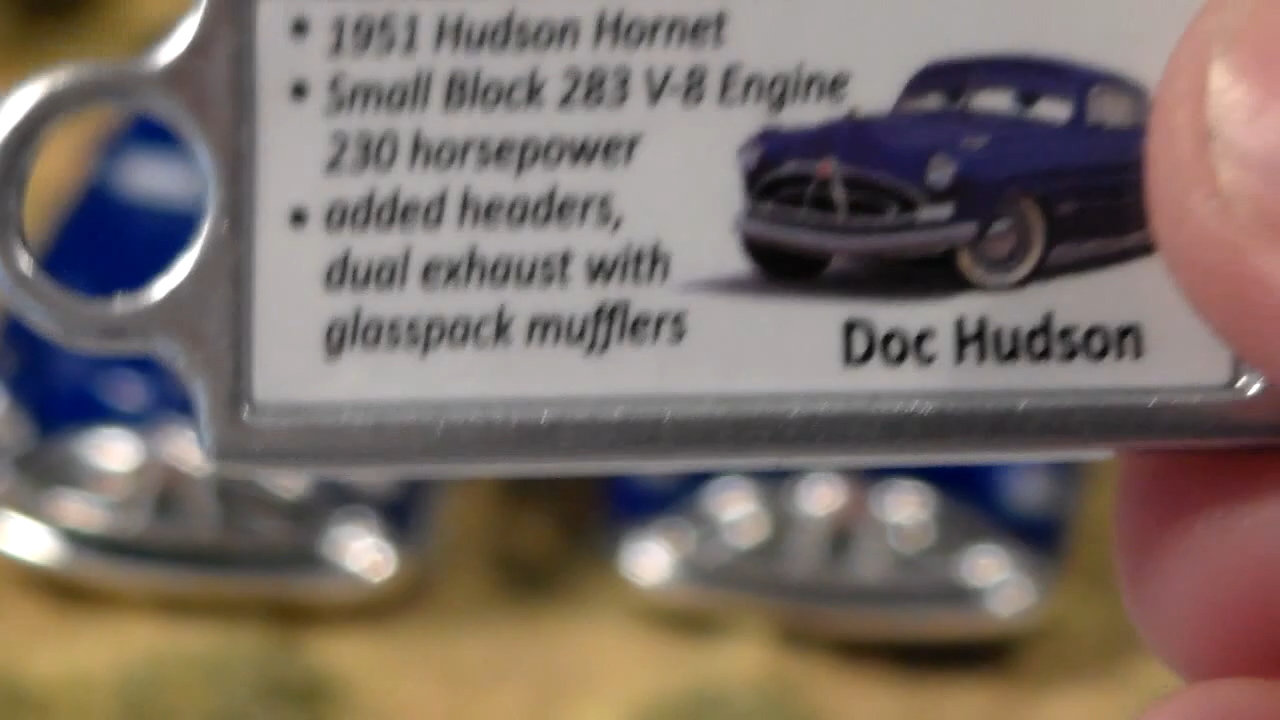 • 1951 Hudson Hornet
• Small Block 283 V-8 Engine
230 horsepower
• added headers,
dual exhaust with
glasspack mufflers
Doc Hudson